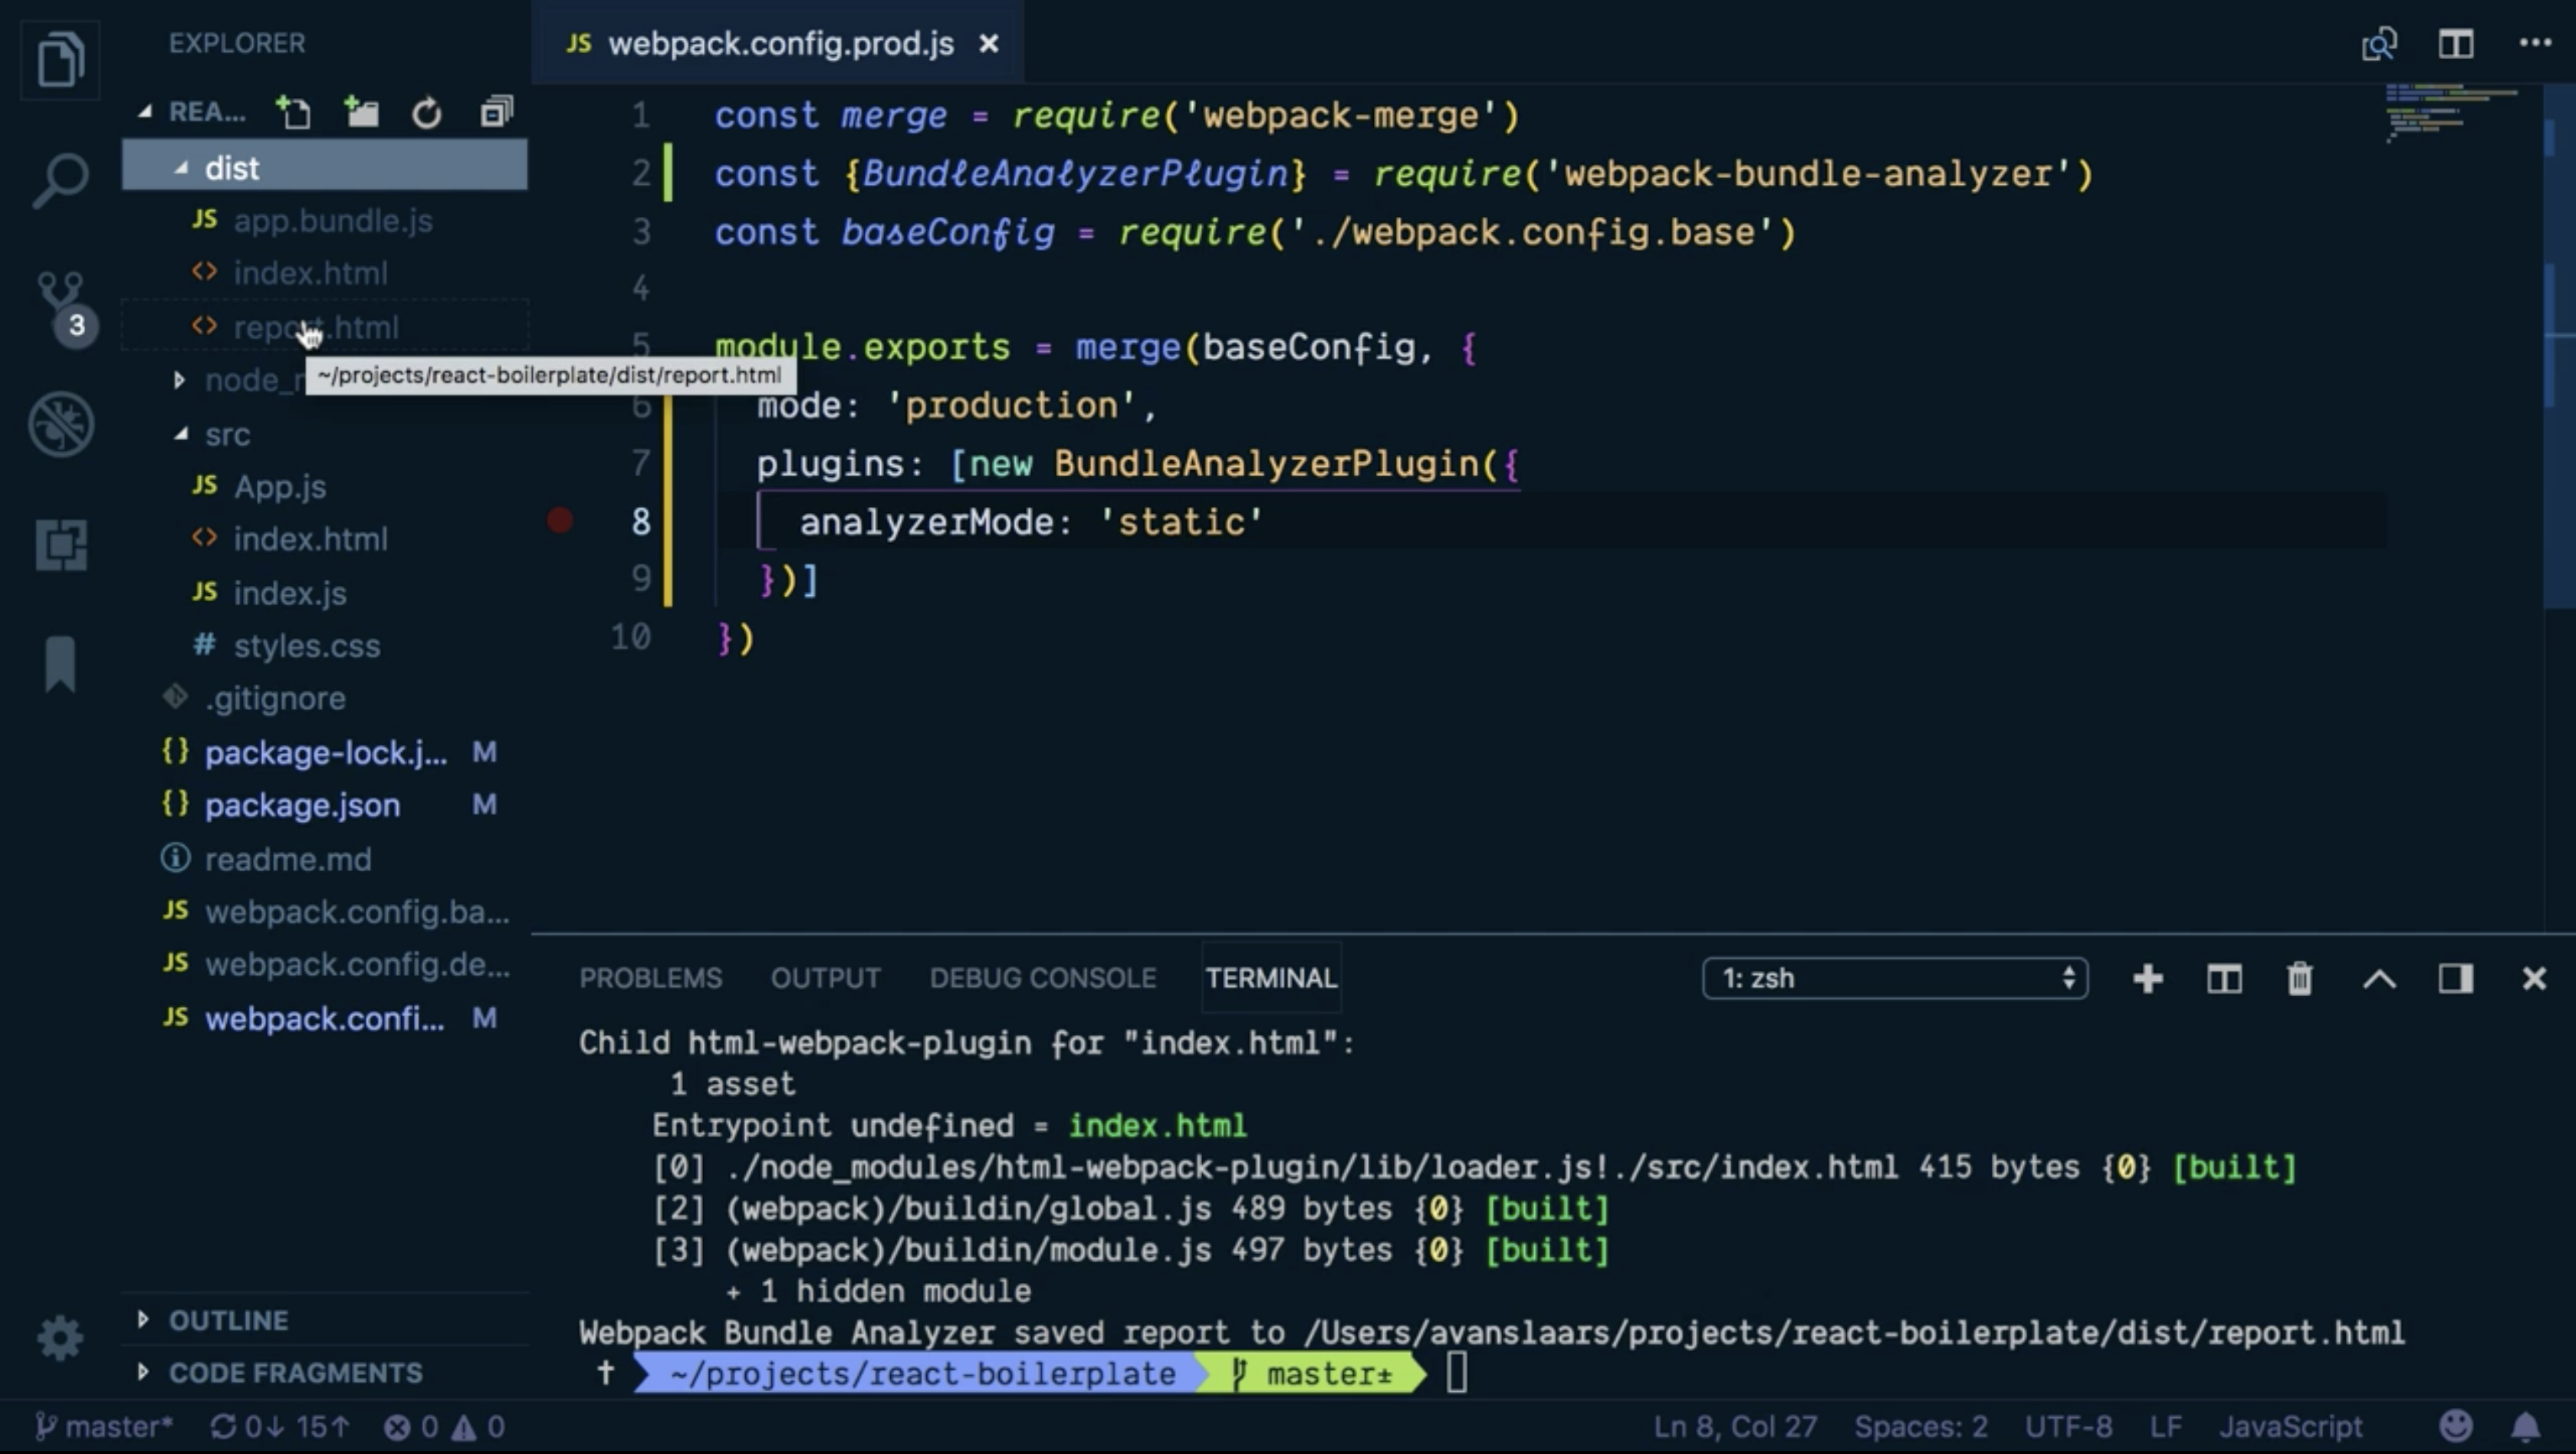 EXPLORER
REA...
dist
JS app.bundle.js
<> index.html
<> report.html
node_
src
JS App.js
<> index.html
JS index.js
# styles.css
.gitignore
{} package-lock.j... M
{} package.json M
readme.md
JS webpack.config.ba...
JS webpack.config.de...
JS webpack.confi... M
OUTLINE
CODE FRAGMENTS
3
~/projects/react-boilerplate/dist/report.html
JS webpack.config.prod.js ×
1 const merge = require('webpack-merge')
2 const {BundleAnalyzerPlugin} = require('webpack-bundle-analyzer')
3 const baseConfig = require('./webpack.config.base')
4
5 module.exports = merge(baseConfig, {
6 mode: 'production',
7 plugins: [new BundleAnalyzerPlugin({
8 analyzerMode: 'static'
9 })]
10 })
PROBLEMS OUTPUT DEBUG CONSOLE TERMINAL 1: zsh
Child html-webpack-plugin for "index.html":
1 asset
Entrypoint undefined = index.html
[0] ./node_modules/html-webpack-plugin/lib/loader.js!./src/index.html 415 bytes {0} [built]
[2] (webpack)/buildin/global.js 489 bytes {0} [built]
[3] (webpack)/buildin/module.js 497 bytes {0} [built]
+ 1 hidden module
Webpack Bundle Analyzer saved report to /Users/avanslaars/projects/react-boilerplate/dist/report.html
† ~/projects/react-boilerplate master±
master* 0↓ 15↑ 0 0 Ln 8, Col 27 Spaces: 2 UTF-8 LF JavaScript